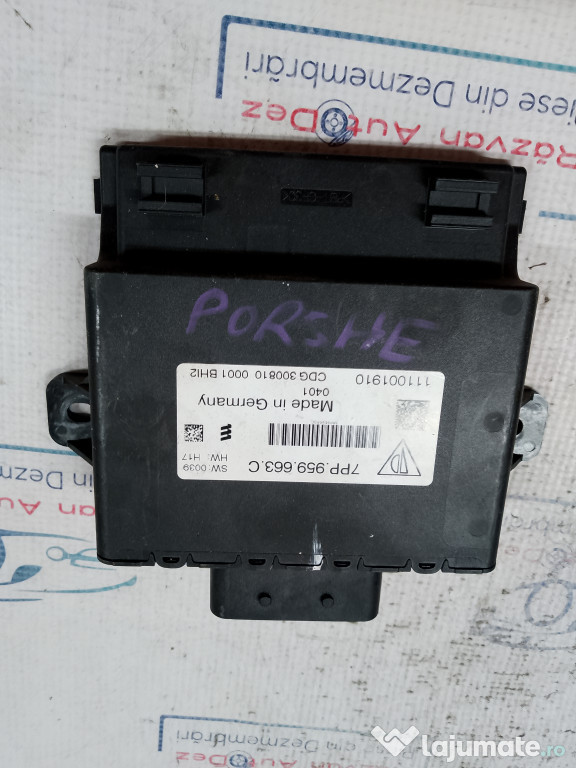 Piese din Dezmembrări
Răzvan AutoDez
PORSHE
7PP.959.663.C
SW: 0039
HW: H17
Made in Germany
0401
CDG 300810 0001 BHI2
111001910
lajumate.ro